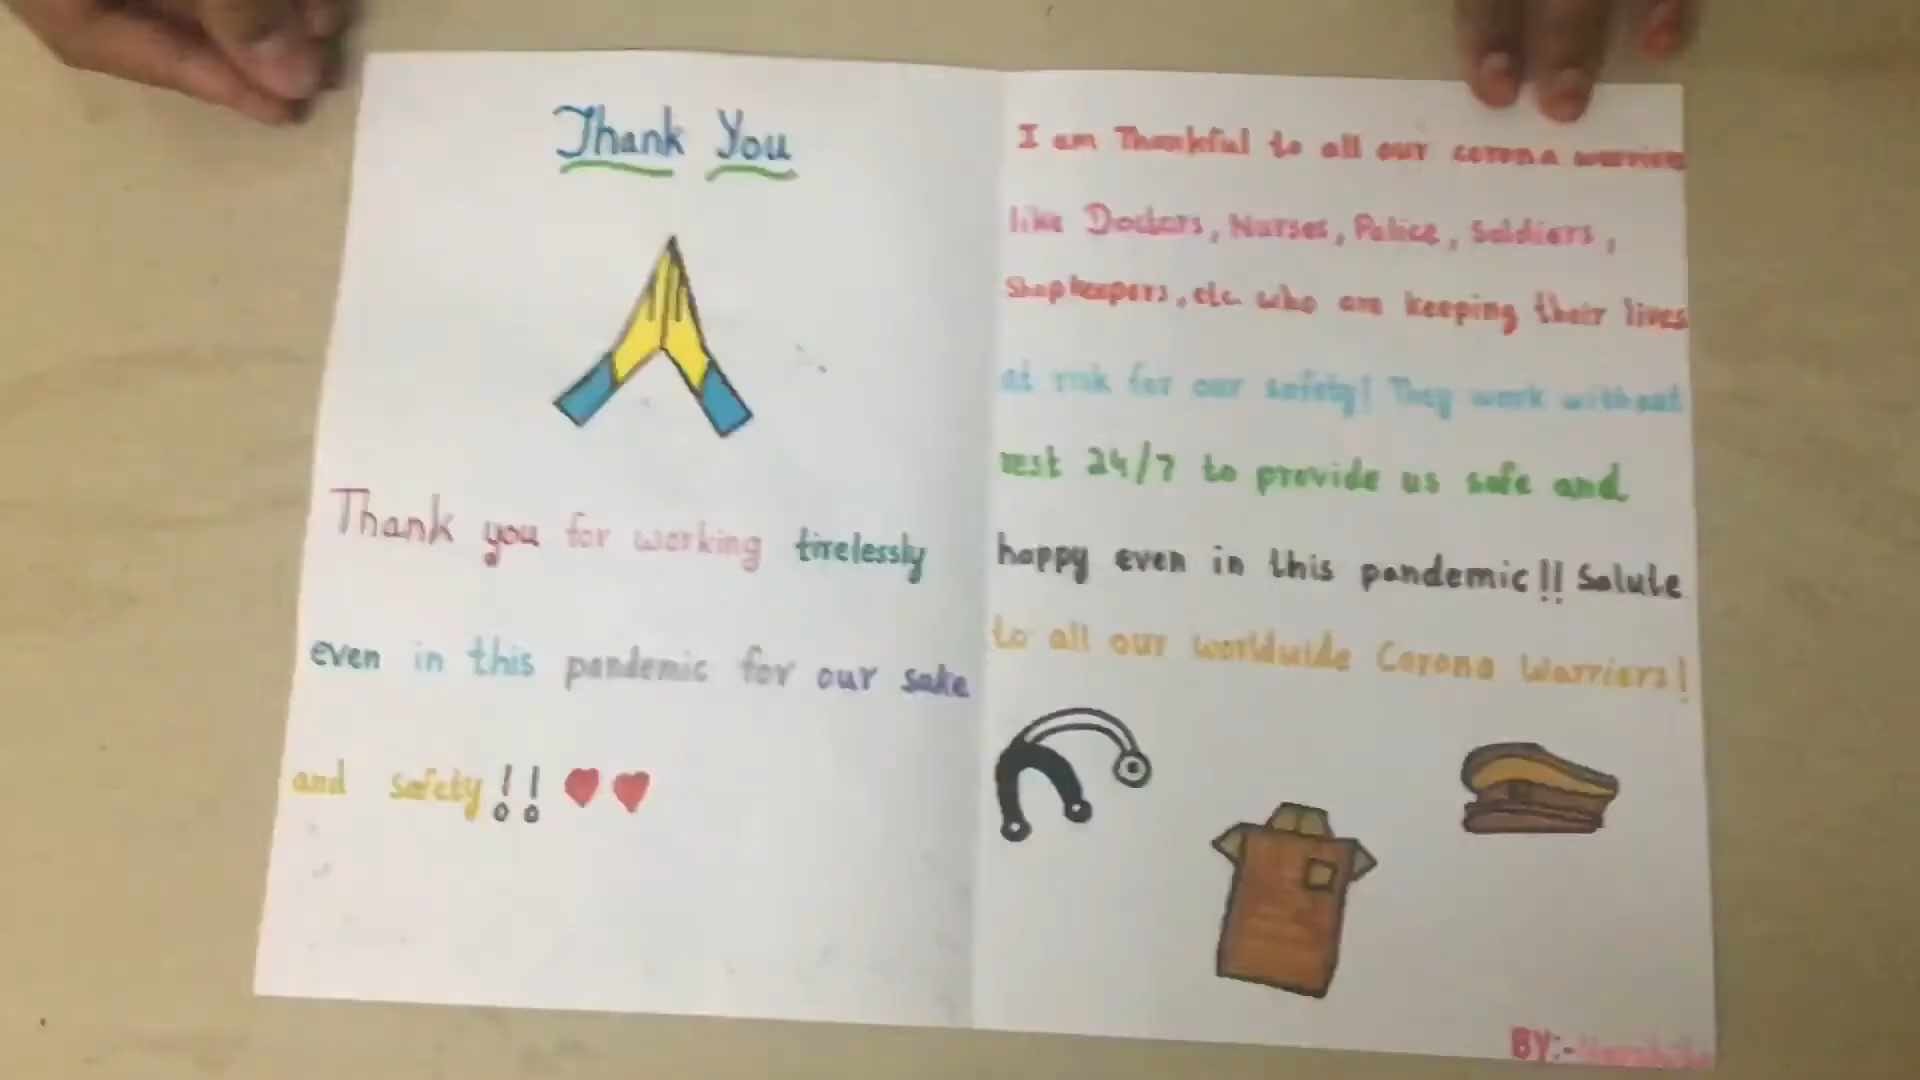 Thank You
Thank you for working tirelessly
even in this pandemic for our sake
and safety!!
I am Thankful to all our corona warriers
like Doctors, Nurses, Police, Soldiers,
Shopkeepers, etc. who are keeping their lives
at risk for our safety! They work without
rest 24/7 to provide us safe and
happy even in this pandemic!! Salute
to all our worldwide Corona Warriers!
BY:-